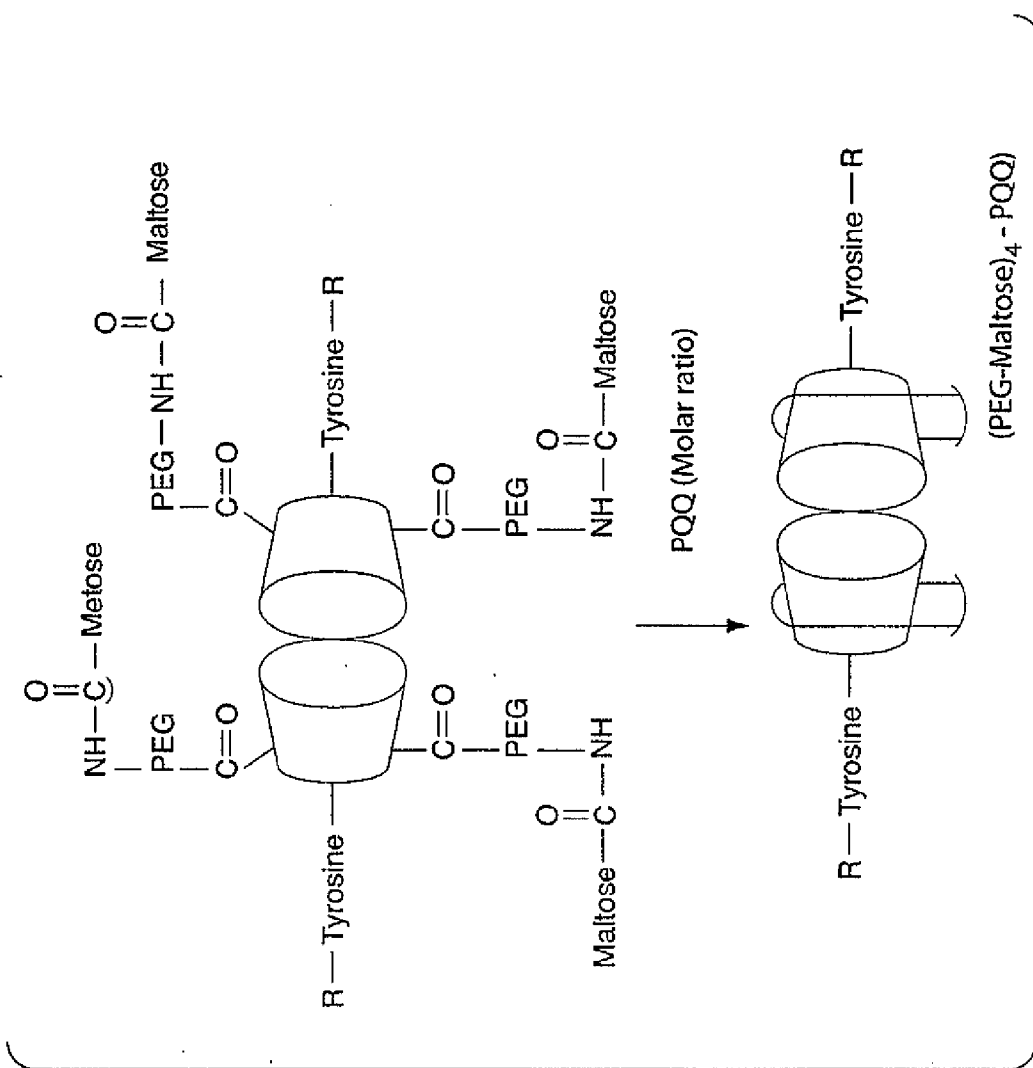 O
NH—C—Metose
PEG
C=O
O
PEG—NH—C—Maltose
C=O
R—Tyrosine
Tyrosine—R
C=O
PEG
NH
O
Maltose—C
C=O
PEG
O
NH—C—Maltose
PQQ (Molar ratio)
R—Tyrosine
Tyrosine—R
(PEG-Maltose)4 - PQQ)